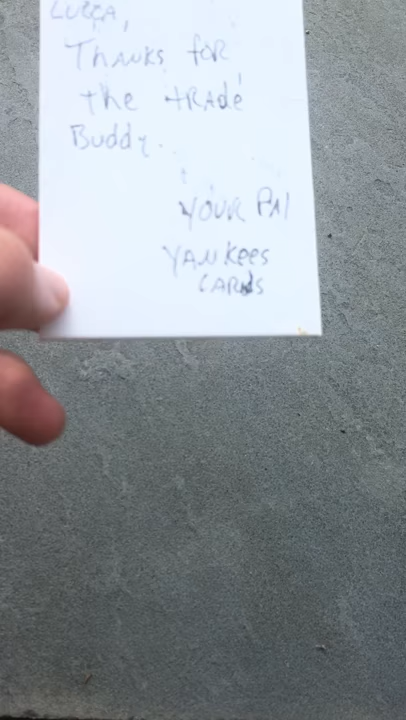 Lucca,
Thanks for
the trade
Buddy.
Your Pal
Yankees
Cards